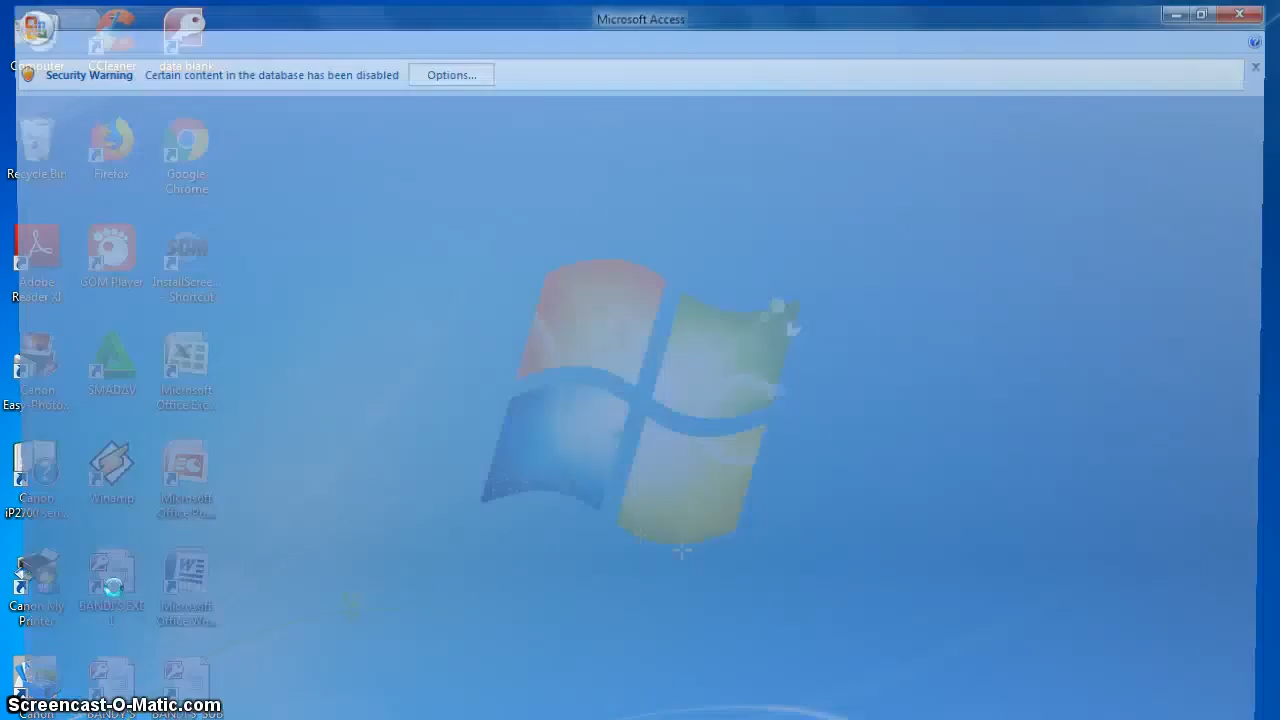 Microsoft Access
Computer
CCleaner
data blank
Security Warning Certain content in the database has been disabled Options...
Recycle Bin
Firefox
Google
Chrome
Adobe
Reader XI
GOM Player
InstallScree...
- Shortcut
Canon
Easy-Photo...
SMADAV
Microsoft
Office Exc...
Canon
Winamp
Microsoft
Canon My
Printer
Microsoft
Office Wo...
Canon
Screencast-O-Matic.com